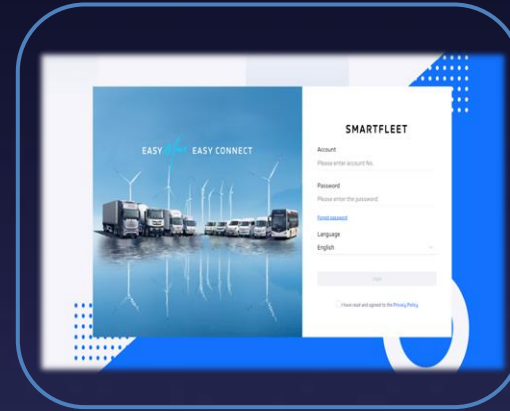 EASY EASY CONNECT
SMARTFLEET
Account
Please enter account No.
Password
Please enter the password
Forgot password
Language
English
Login
I have read and agreed to the Privacy Policy